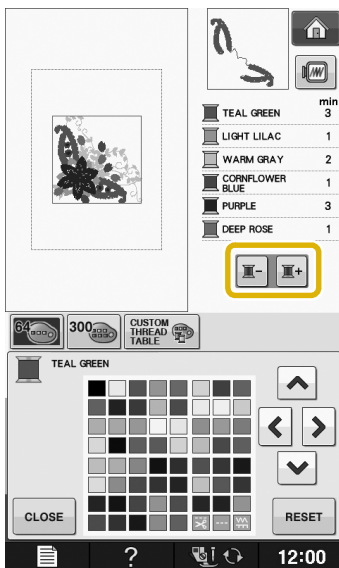 min
TEAL GREEN 3
LIGHT LILAC 1
WARM GRAY 2
CORNFLOWER
BLUE 1
PURPLE 3
DEEP ROSE 1
- +
64 300 CUSTOM
THREAD
TABLE
TEAL GREEN
CLOSE RESET
? 12:00